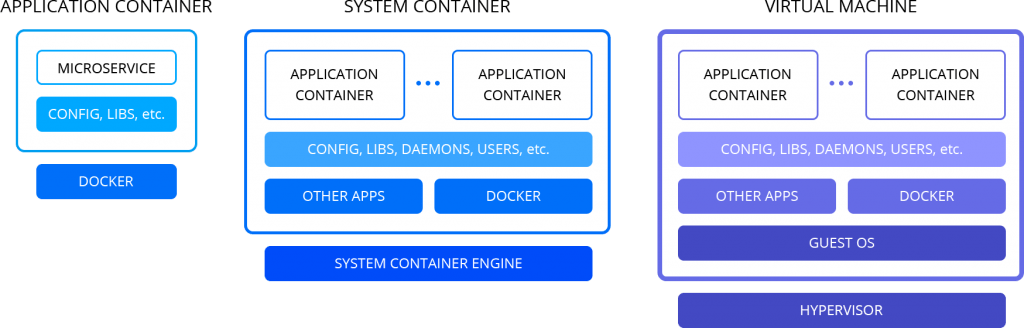 APPLICATION CONTAINER
MICROSERVICE
CONFIG, LIBS, etc.
DOCKER
SYSTEM CONTAINER
APPLICATION
CONTAINER
...
APPLICATION
CONTAINER
CONFIG, LIBS, DAEMONS, USERS, etc.
OTHER APPS
DOCKER
SYSTEM CONTAINER ENGINE
VIRTUAL MACHINE
APPLICATION
CONTAINER
...
APPLICATION
CONTAINER
CONFIG, LIBS, DAEMONS, USERS, etc.
OTHER APPS
DOCKER
GUEST OS
HYPERVISOR